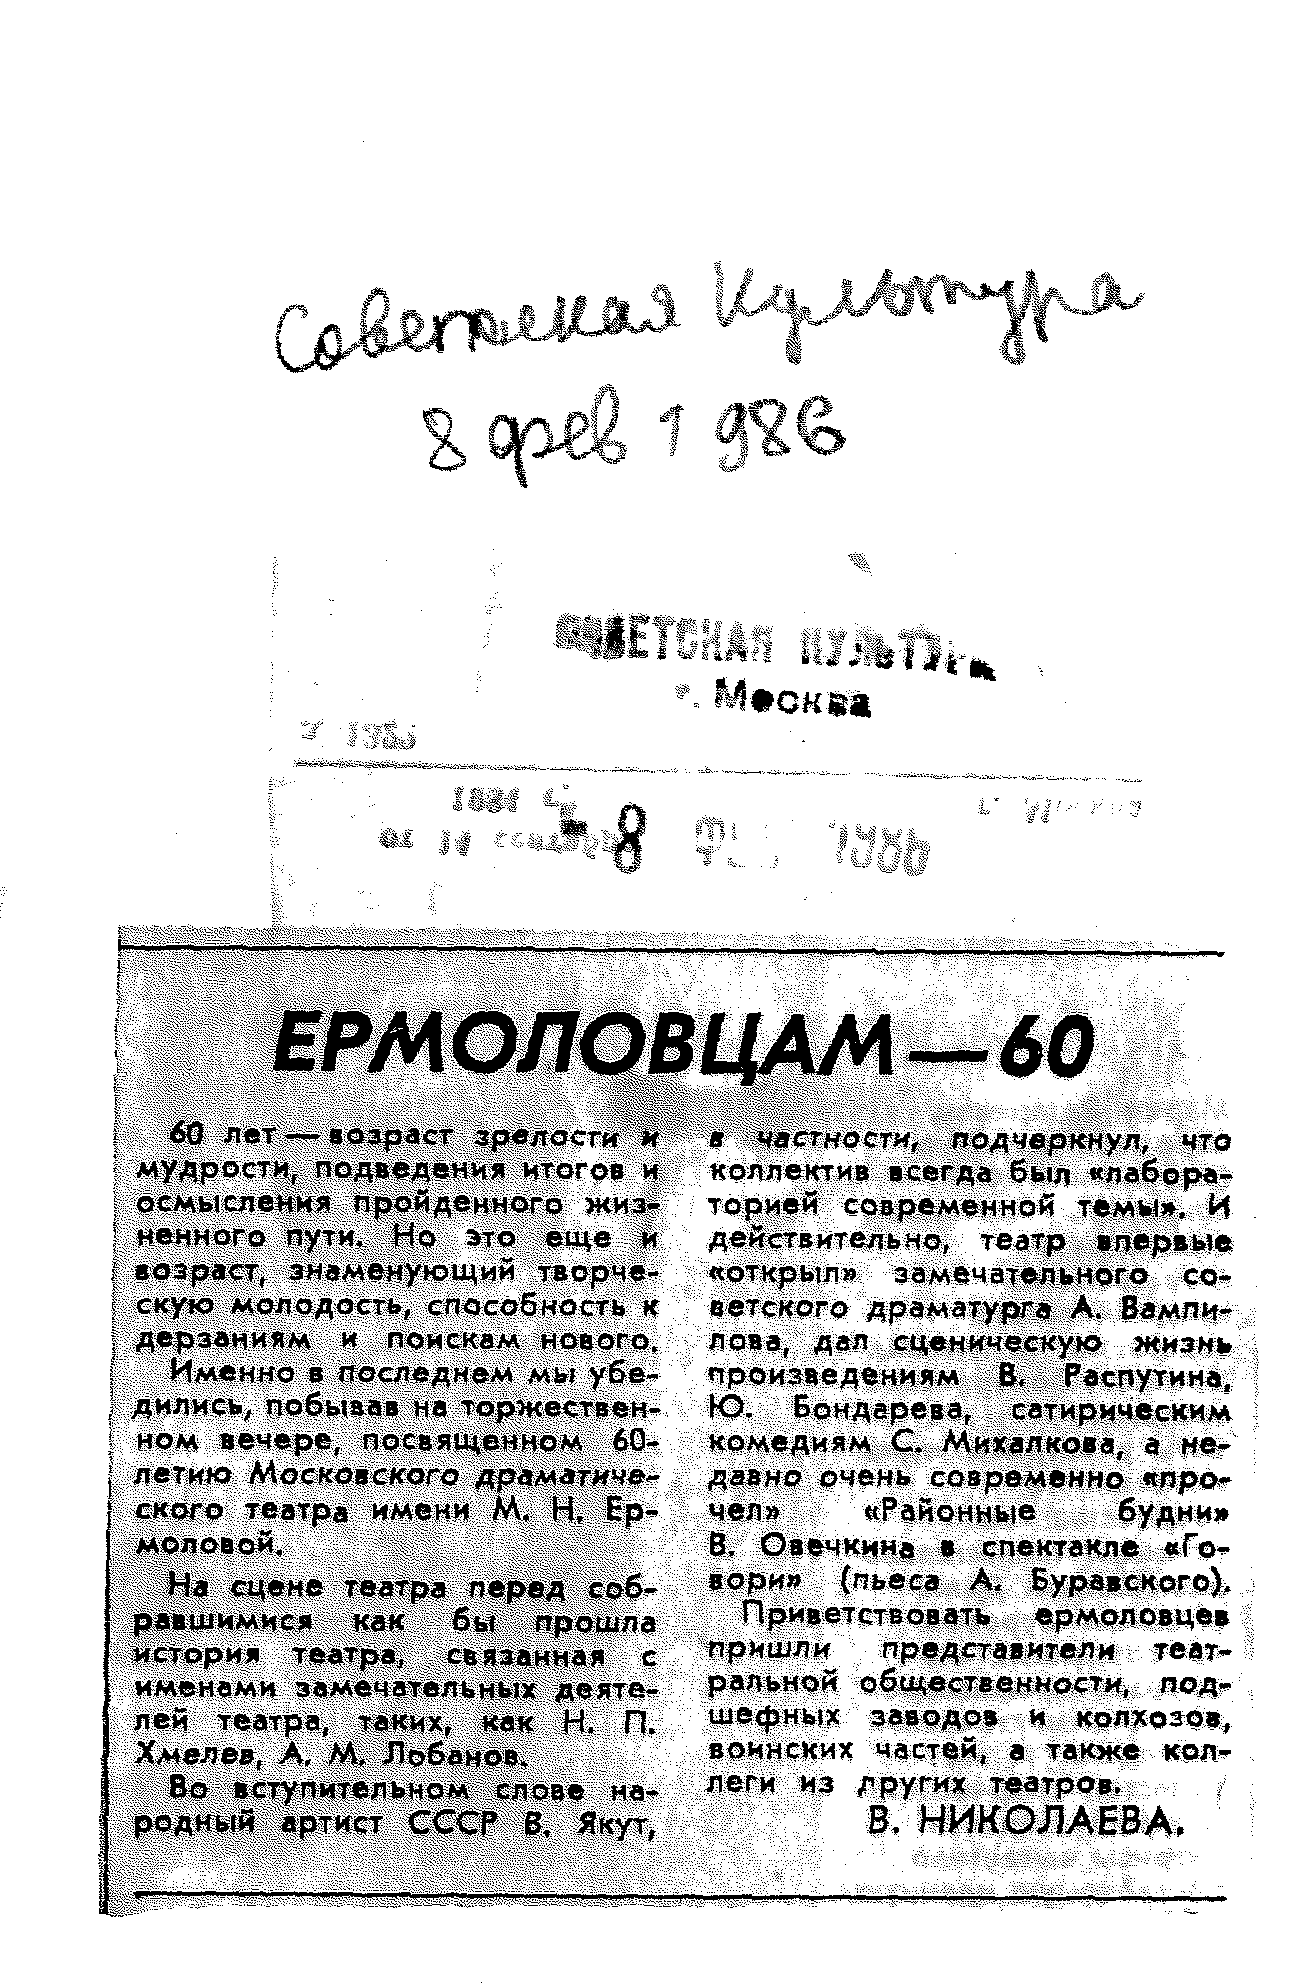 Советская Культура
8 фев 1986
СОВЕТСКАЯ КУЛЬТУРА
г. Москва
- 8 ФЕВ 1986
ЕРМОЛОВЦАМ — 60
60 лет — возраст зрелости и
мудрости, подведения итогов и
осмысления пройденного жиз-
ненного пути. Но это еще и
возраст, знаменующий творче-
скую молодость, способность к
дерзаниям и поискам нового.
Именно в последнем мы убе-
дились, побывав на торжествен-
ном вечере, посвященном 60-
летию Московского драматиче-
ского театра имени М. Н. Ер-
моловой.
На сцене театра перед соб-
равшимися как бы прошла
история театра, связанная с
именами замечательных деяте-
лей театра, таких, как Н. П.
Хмелев, А. М. Лобанов.
Во вступительном слове на-
родный артист СССР В. Якут,
в частности, подчеркнул, что
коллектив всегда был «лабора-
торией современной темы». И
действительно, театр впервые
«открыл» замечательного со-
ветского драматурга А. Вампи-
лова, дал сценическую жизнь
произведениям В. Распутина,
Ю. Бондарева, сатирическим
комедиям С. Михалкова, а не-
давно очень современно «про-
чел» «Районные будни»
В. Овечкина в спектакле «Го-
вори» (пьеса А. Буравского).
Приветствовать ермоловцев
пришли представители теат-
ральной общественности, под-
шефных заводов и колхозов,
воинских частей, а также кол-
леги из других театров.
В. НИКОЛАЕВА.